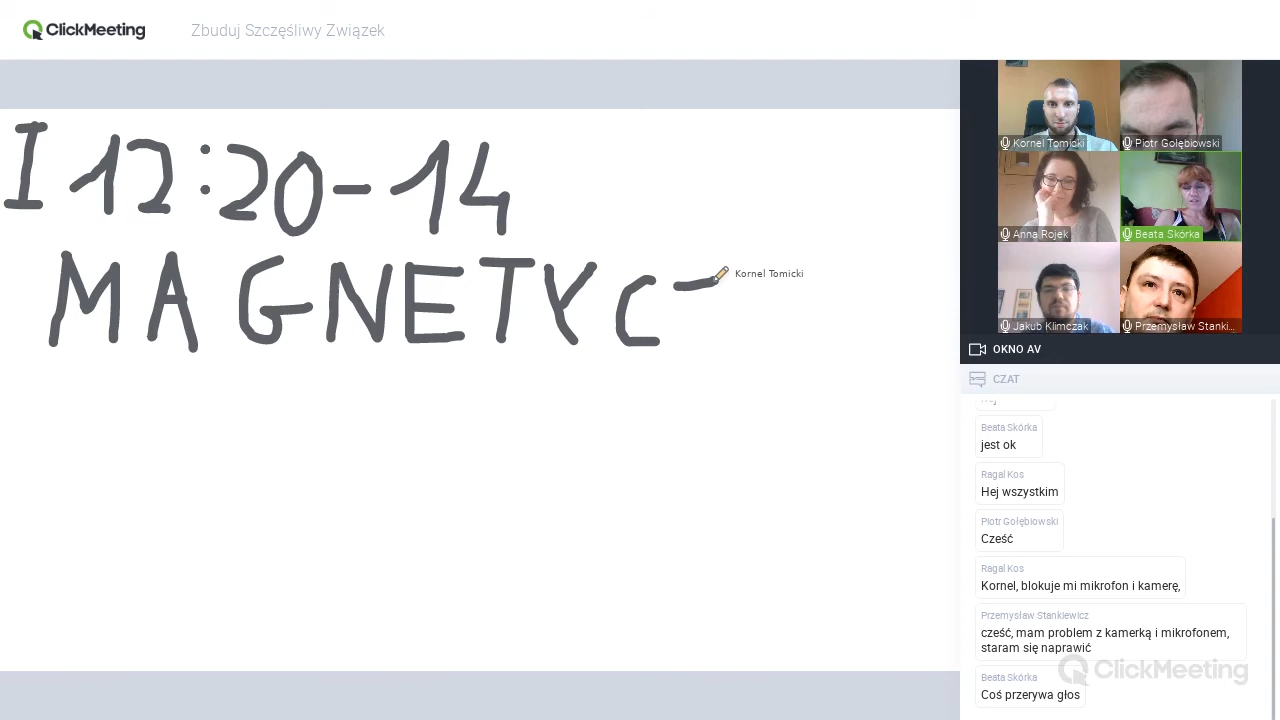 ClickMeeting
Zbuduj Szczęśliwy Związek
I 12:20-14
MAGNETYC
Kornel Tomicki
Kornel Tomicki
Piotr Gołębiowski
Anna Rojek
Beata Skórka
Jakub Klimczak
Przemysław Stanki...
OKNO AV
CZAT
Beata Skórka
jest ok
Ragal Kos
Hej wszystkim
Piotr Gołębiowski
Cześć
Ragal Kos
Kornel, blokuje mi mikrofon i kamerę,
Przemysław Stankiewicz
cześć, mam problem z kamerką i mikrofonem,
staram się naprawić
Beata Skórka
Coś przerywa głos
ClickMeeting